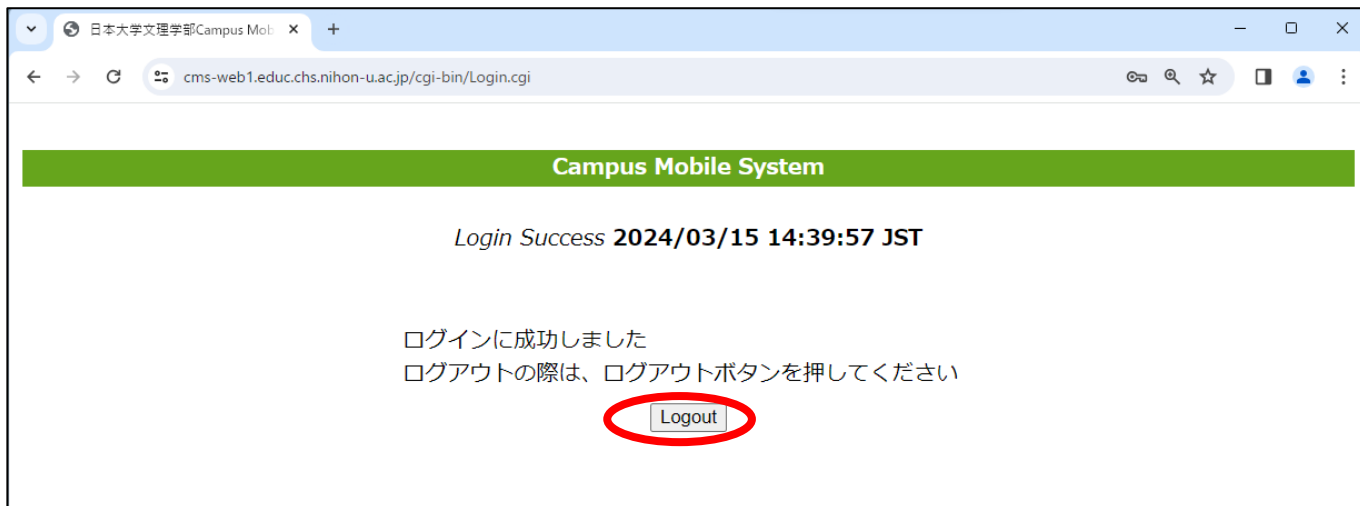 日本大学文理学部Campus Mob
cms-web1.educ.chs.nihon-u.ac.jp/cgi-bin/Login.cgi
Campus Mobile System
Login Success 2024/03/15 14:39:57 JST
ログインに成功しました
ログアウトの際は、ログアウトボタンを押してください
Logout